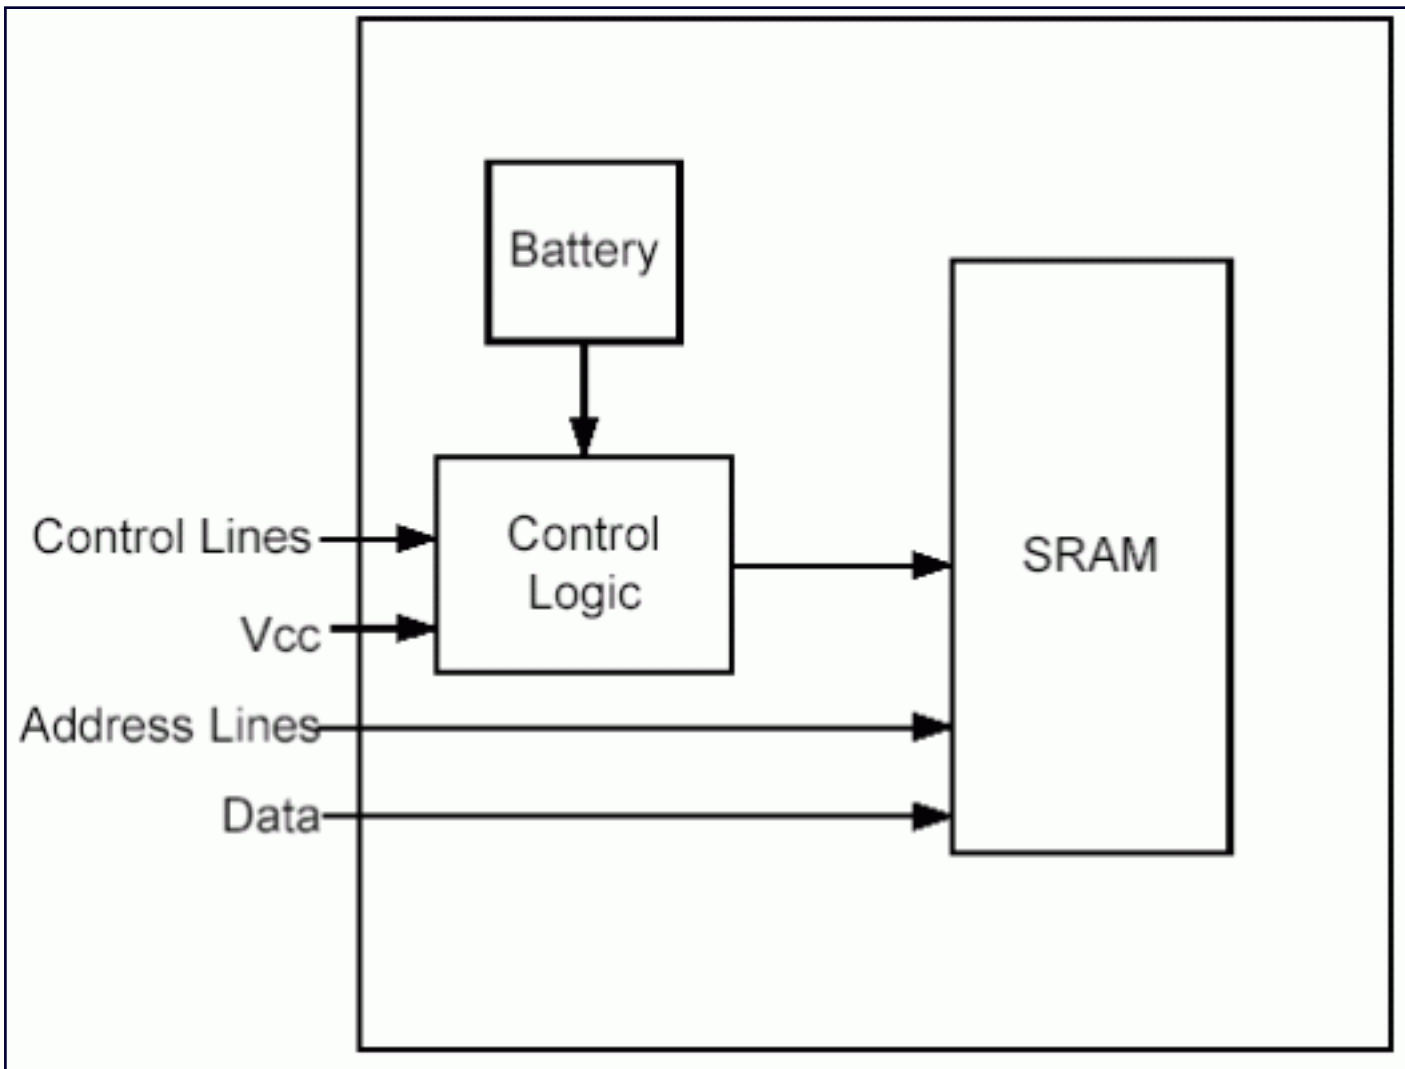 Battery
Control Lines
Control
Logic
SRAM
Vcc
Address Lines
Data